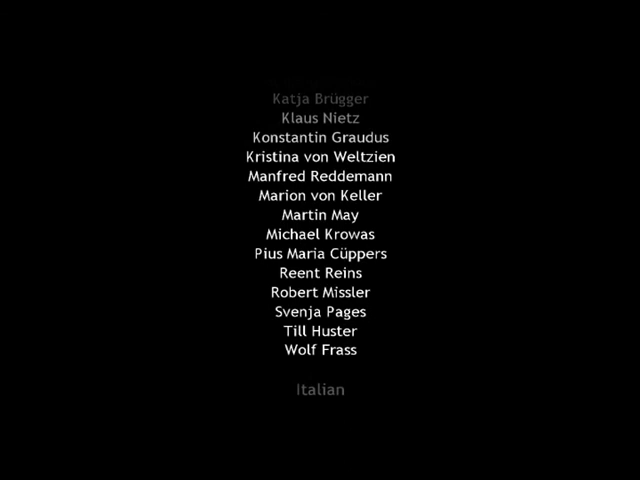 Katja Brügger
Klaus Nietz
Konstantin Graudus
Kristina von Weltzien
Manfred Reddemann
Marion von Keller
Martin May
Michael Krowas
Pius Maria Cüppers
Reent Reins
Robert Missler
Svenja Pages
Till Huster
Wolf Frass
Italian